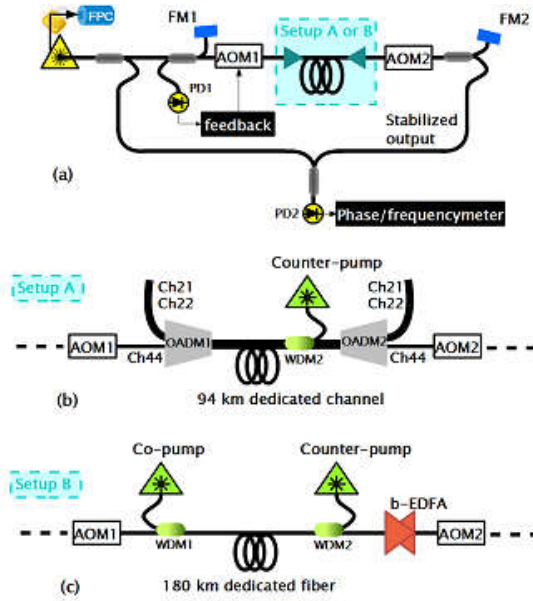 FPC
FM1
FM2
Setup A or B
AOM1
AOM2
PD1
feedback
Stabilized
output
(a)
PD2
Phase/frequencymeter
Counter-pump
Setup A
Ch21
Ch22
Ch21
Ch22
AOM1
OADM1
WDM2
OADM2
AOM2
Ch44
Ch44
(b)
94 km dedicated channel
Co-pump
Counter-pump
Setup B
b-EDFA
AOM1
WDM1
WDM2
AOM2
(c)
180 km dedicated fiber